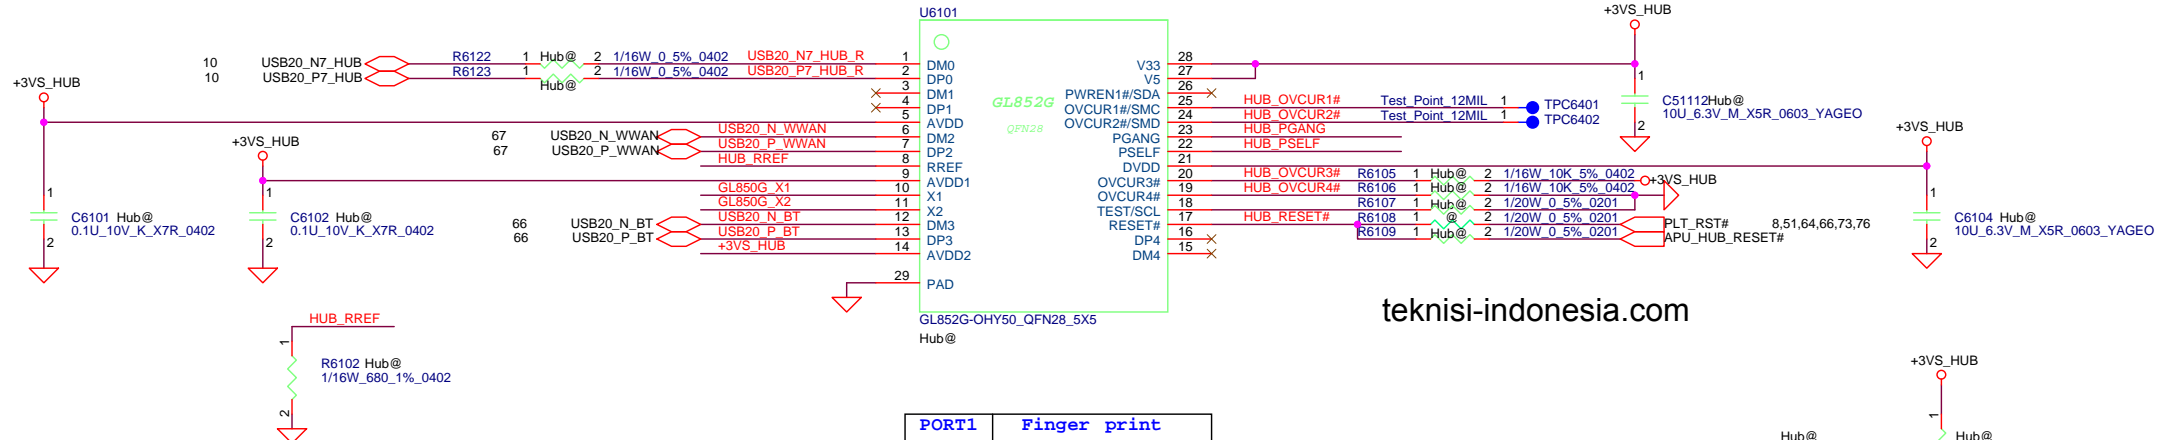 U6101
+3VS_HUB
10 USB20_N7_HUB R6122 1 Hub@ 2 1/16W_0_5%_0402 USB20_N7_HUB_R 1 DM0
10 USB20_P7_HUB R6123 1 Hub@ 2 1/16W_0_5%_0402 USB20_P7_HUB_R 2 DP0
3 DM1
4 DP1
+3VS_HUB
5 AVDD
67 USB20_N_WWAN USB20_N_WWAN 6 DM2
67 USB20_P_WWAN USB20_P_WWAN 7 DP2
HUB_RREF 8 RREF
+3VS_HUB
9 AVDD1
GL850G_X1 10 X1
GL850G_X2 11 X2
66 USB20_N_BT USB20_N_BT 12 DM3
66 USB20_P_BT USB20_P_BT 13 DP3
+3VS_HUB 14 AVDD2
29 PAD
GL852G
QFN28
28 V33
27 V5
26 PWREN1#/SDA
25 OVCUR1#/SMC HUB_OVCUR1# Test_Point_12MIL 1 TPC6401
24 OVCUR2#/SMD HUB_OVCUR2# Test_Point_12MIL 1 TPC6402
23 PGANG HUB_PGANG
22 PSELF HUB_PSELF
21 DVDD
20 OVCUR3# HUB_OVCUR3# R6105 1 Hub@ 2 1/16W_10K_5%_0402 +3VS_HUB
19 OVCUR4# HUB_OVCUR4# R6106 1 Hub@ 2 1/16W_10K_5%_0402
18 TEST/SCL R6107 1 Hub@ 2 1/20W_0_5%_0201
17 RESET# HUB_RESET# R6108 1 @ 2 1/20W_0_5%_0201 PLT_RST# 8,51,64,66,73,76
R6109 1 Hub@ 2 1/20W_0_5%_0201 APU_HUB_RESET#
16 DP4
15 DM4
1
C51112 Hub@
10U_6.3V_M_X5R_0603_YAGEO
2
+3VS_HUB
1
C6104 Hub@
10U_6.3V_M_X5R_0603_YAGEO
2
1
C6101 Hub@
0.1U_10V_K_X7R_0402
2
1
C6102 Hub@
0.1U_10V_K_X7R_0402
2
GL852G-OHY50_QFN28_5X5
Hub@
teknisi-indonesia.com
HUB_RREF
1
R6102 Hub@
1/16W_680_1%_0402
2
+3VS_HUB
1
PORT1 Finger print
Hub@ Hub@